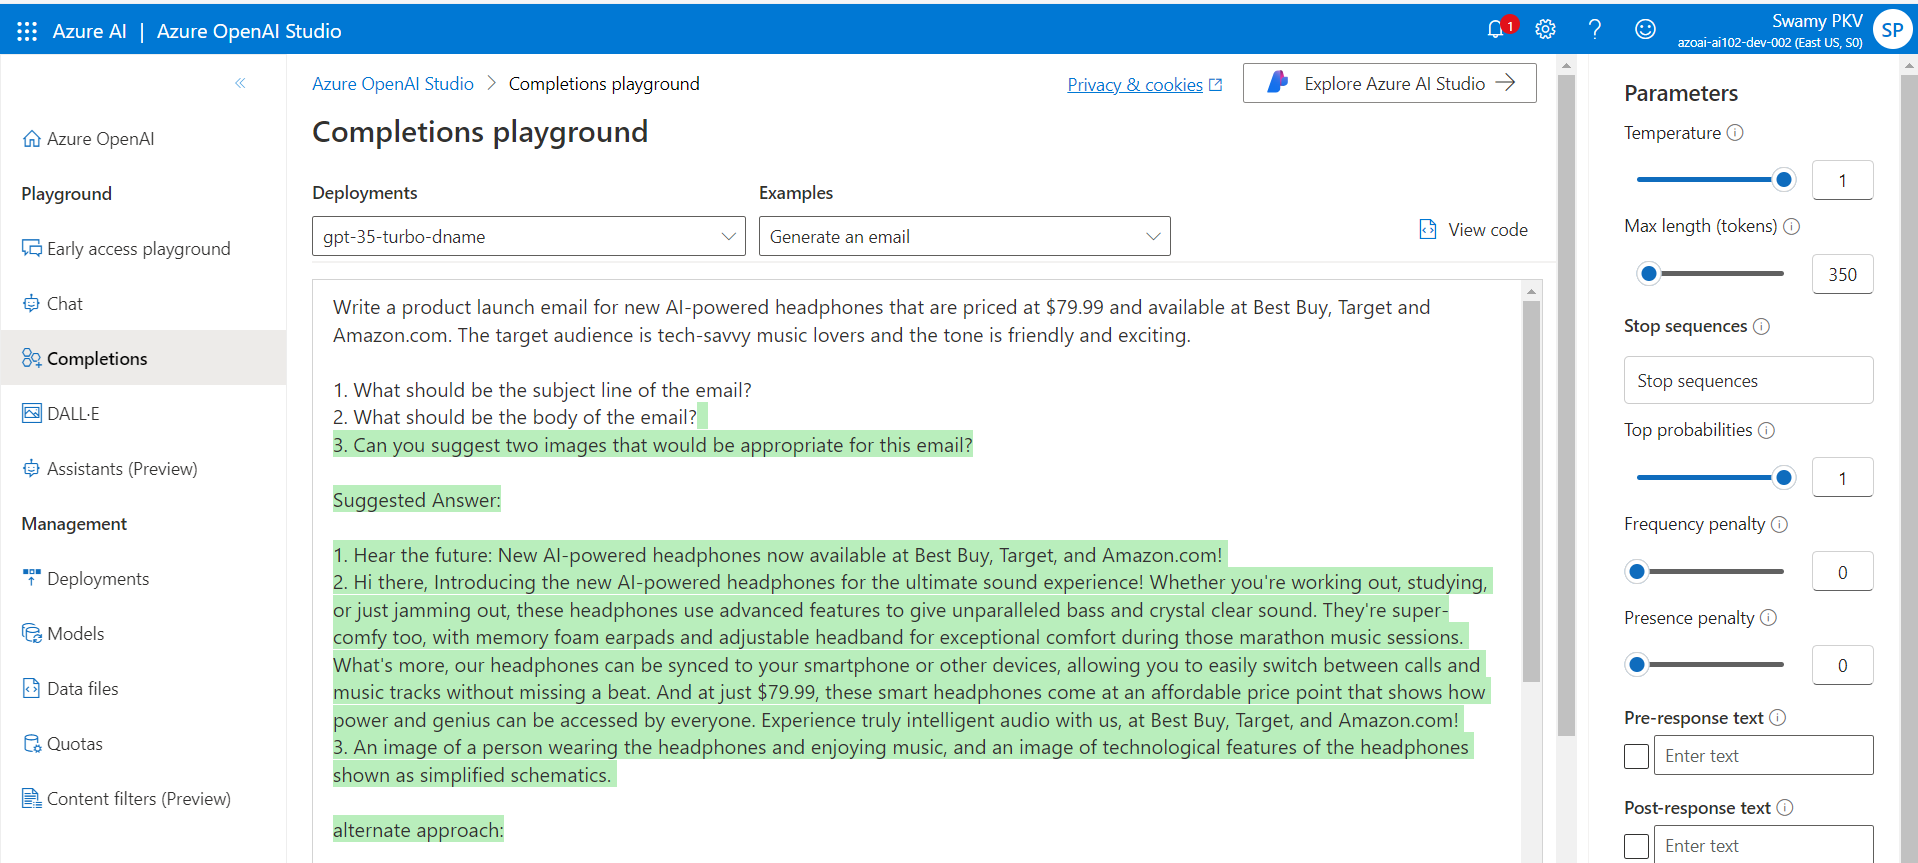 Azure AI | Azure OpenAI Studio
1
Swamy PKV
azoai-ai102-dev-002 (East US, S0)
SP
Azure OpenAI
Playground
Early access playground
Chat
Completions
DALL·E
Assistants (Preview)
Management
Deployments
Models
Data files
Quotas
Content filters (Preview)
Azure OpenAI Studio > Completions playground
Privacy & cookies
Explore Azure AI Studio
Completions playground
Deployments
gpt-35-turbo-dname
Examples
Generate an email
View code
Write a product launch email for new AI-powered headphones that are priced at $79.99 and available at Best Buy, Target and
Amazon.com. The target audience is tech-savvy music lovers and the tone is friendly and exciting.
1. What should be the subject line of the email?
2. What should be the body of the email?
3. Can you suggest two images that would be appropriate for this email?
Suggested Answer:
1. Hear the future: New AI-powered headphones now available at Best Buy, Target, and Amazon.com!
2. Hi there, Introducing the new AI-powered headphones for the ultimate sound experience! Whether you're working out, studying,
or just jamming out, these headphones use advanced features to give unparalleled bass and crystal clear sound. They're super-
comfy too, with memory foam earpads and adjustable headband for exceptional comfort during those marathon music sessions.
What's more, our headphones can be synced to your smartphone or other devices, allowing you to easily switch between calls and
music tracks without missing a beat. And at just $79.99, these smart headphones come at an affordable price point that shows how
power and genius can be accessed by everyone. Experience truly intelligent audio with us, at Best Buy, Target, and Amazon.com!
3. An image of a person wearing the headphones and enjoying music, and an image of technological features of the headphones
shown as simplified schematics.
alternate approach:
Parameters
Temperature
1
Max length (tokens)
350
Stop sequences
Stop sequences
Top probabilities
1
Frequency penalty
0
Presence penalty
0
Pre-response text
Enter text
Post-response text
Enter text